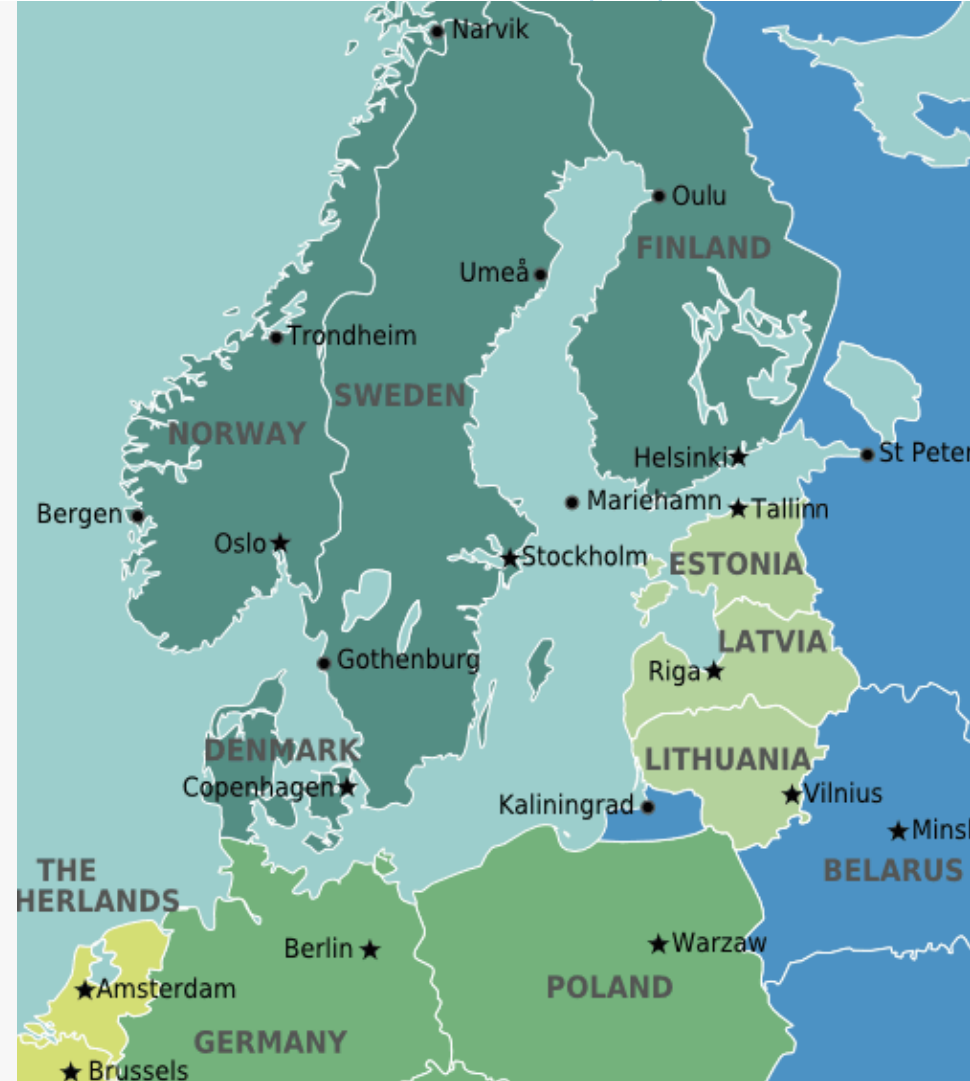 Narvik
Oulu
FINLAND
Umeå
Trondheim
SWEDEN
NORWAY
Helsinki
St Peter
Mariehamn
Tallinn
Bergen
Oslo
Stockholm
ESTONIA
LATVIA
Gothenburg
Riga
DENMARK
LITHUANIA
Copenhagen
Vilnius
Kaliningrad
Minsk
THE
HERLANDS
BELARUS
Berlin
Warzaw
Amsterdam
POLAND
GERMANY
Brussels